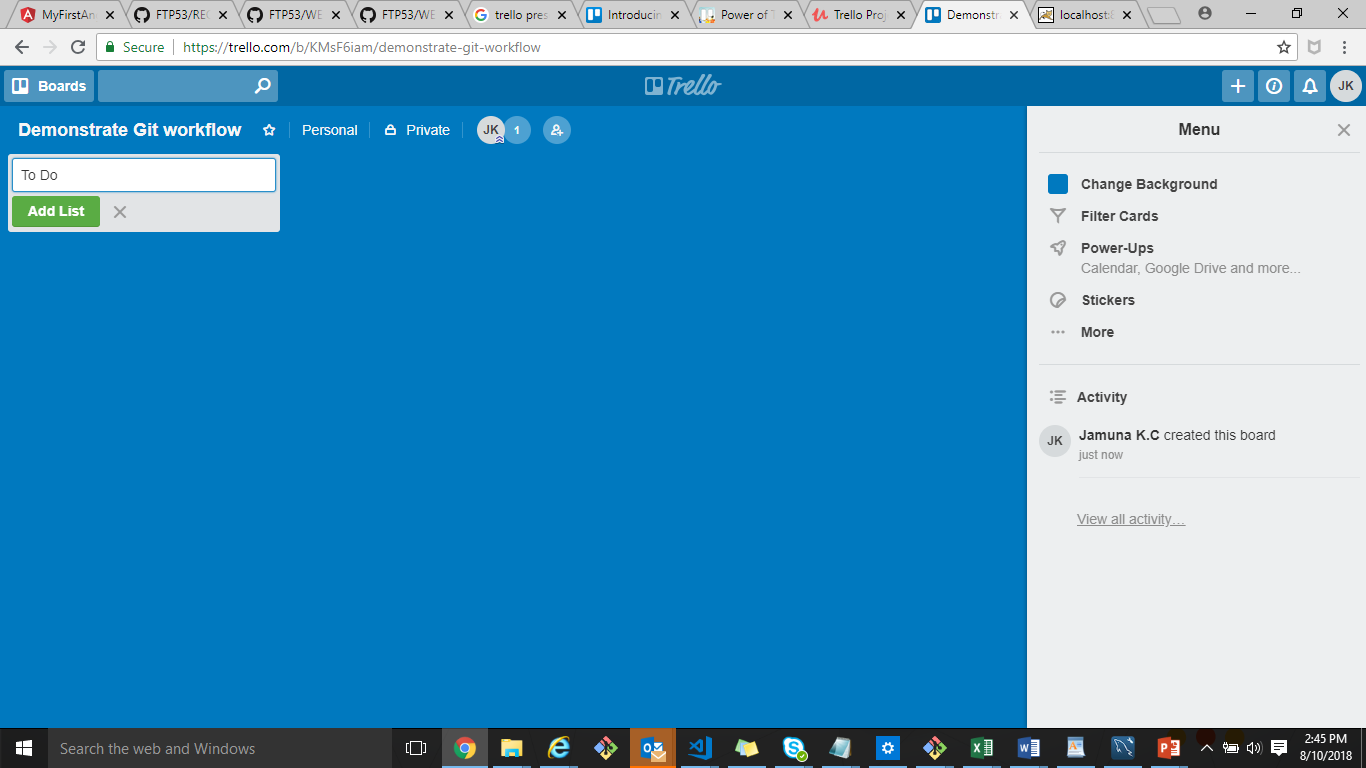 MyFirstAn
FTP53/REC
FTP53/WE
FTP53/WE
trello pres
Introducin
Power of T
Trello Proj
Demonstra
localhost:8
Secure
https://trello.com/b/KMsF6iam/demonstrate-git-workflow
Boards
Trello
JK
Demonstrate Git workflow
Personal
Private
JK
1
To Do
Add List
Menu
Change Background
Filter Cards
Power-Ups
Calendar, Google Drive and more...
Stickers
More
Activity
JK
Jamuna K.C created this board
just now
View all activity…
Search the web and Windows
2:45 PM
8/10/2018